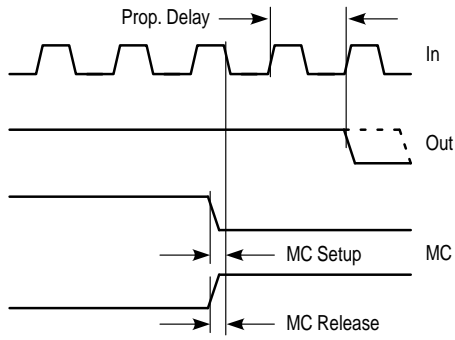 Prop. Delay
In
Out
MC Setup
MC
MC Release